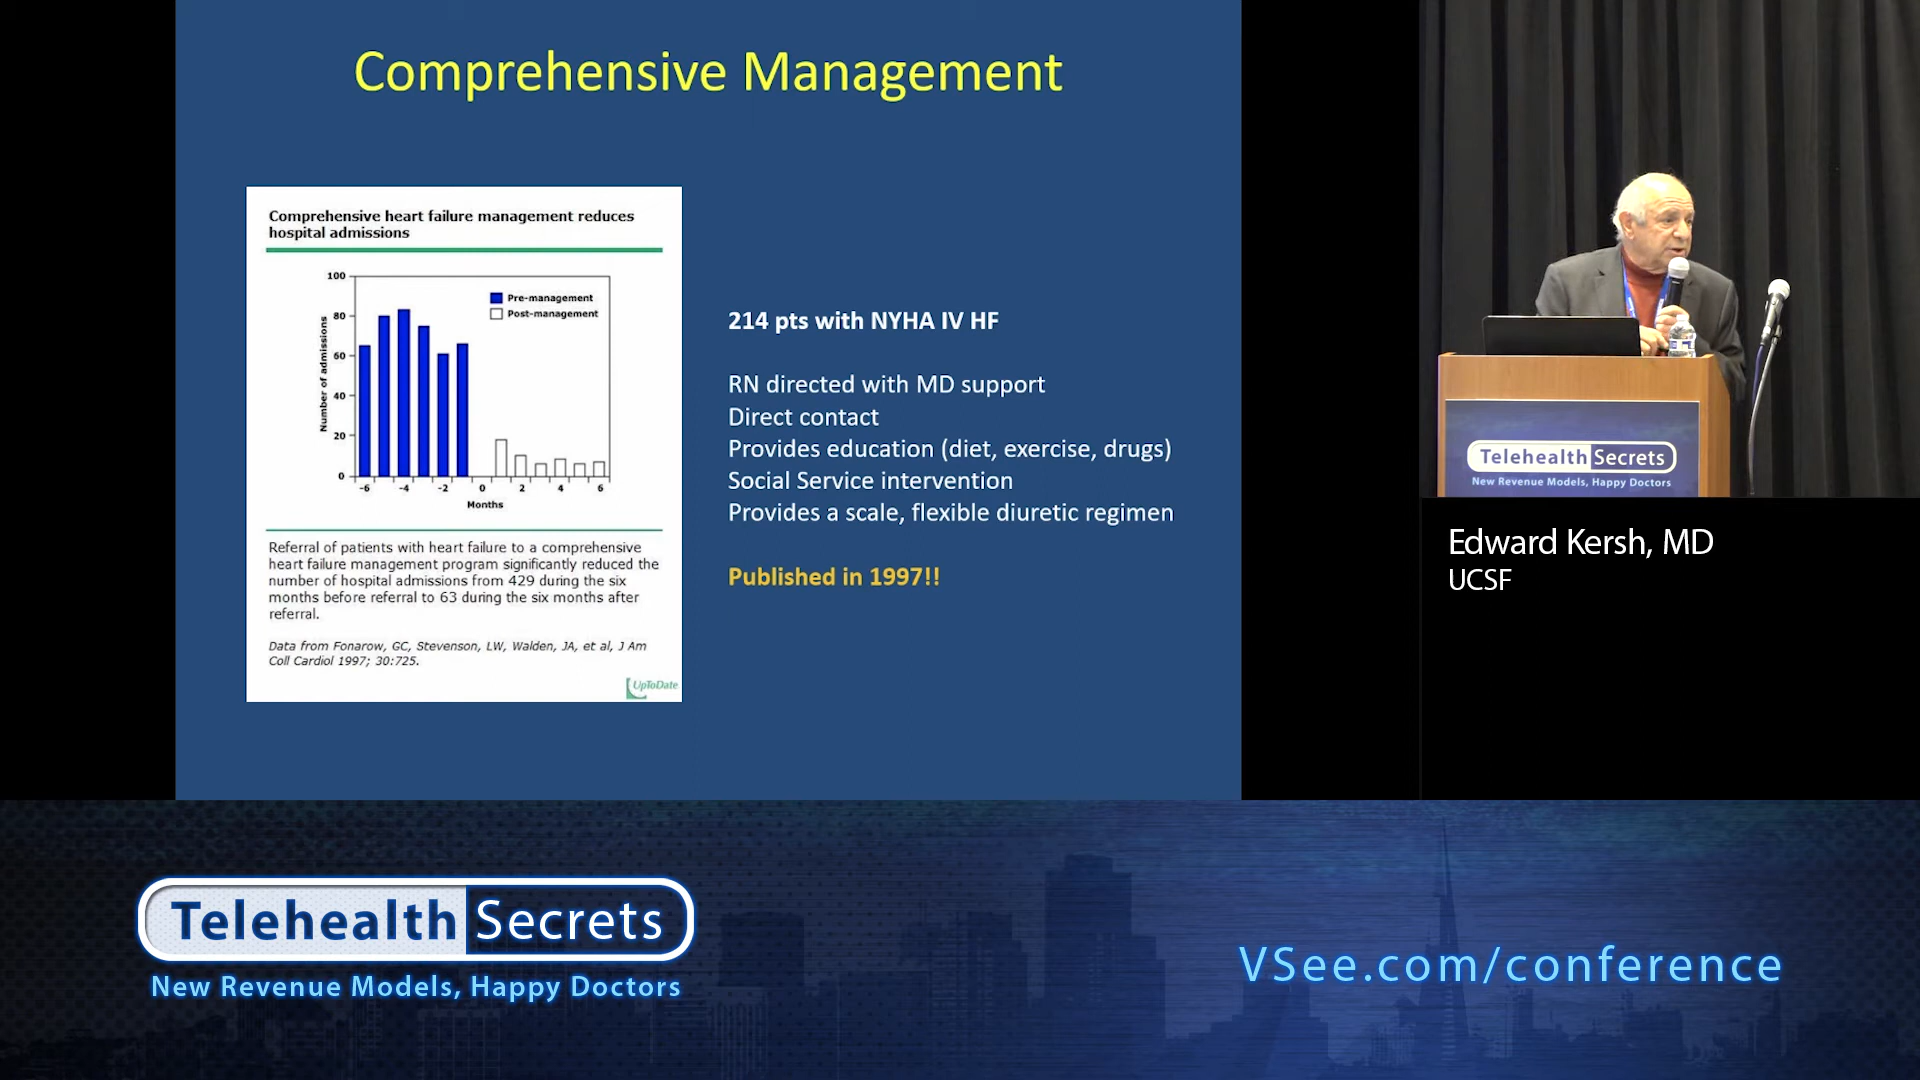 Comprehensive Management
Comprehensive heart failure management reduces
hospital admissions
100
80
60
40
20
0
Number of admissions
Pre-management
Post-management
-6
-4
-2
0
2
4
6
Months
Referral of patients with heart failure to a comprehensive
heart failure management program significantly reduced the
number of hospital admissions from 429 during the six
months before referral to 63 during the six months after
referral.
Data from Fonarow, GC, Stevenson, LW, Walden, JA, et al, J Am
Coll Cardiol 1997; 30:725.
UpToDate
214 pts with NYHA IV HF
RN directed with MD support
Direct contact
Provides education (diet, exercise, drugs)
Social Service intervention
Provides a scale, flexible diuretic regimen
Published in 1997!!
Telehealth Secrets
New Revenue Models, Happy Doctors
Edward Kersh, MD
UCSF
Telehealth Secrets
New Revenue Models, Happy Doctors
VSee.com/conference